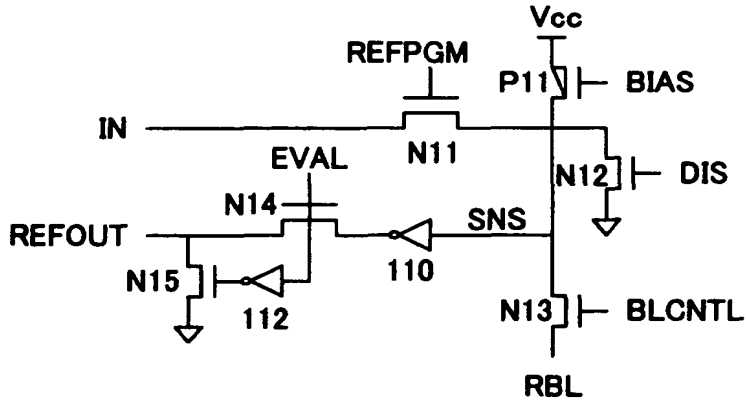 Vcc
REFPGM
P11
BIAS
IN
N11
EVAL
N12
DIS
N14
SNS
REFOUT
110
N15
112
N13
BLCNTL
RBL